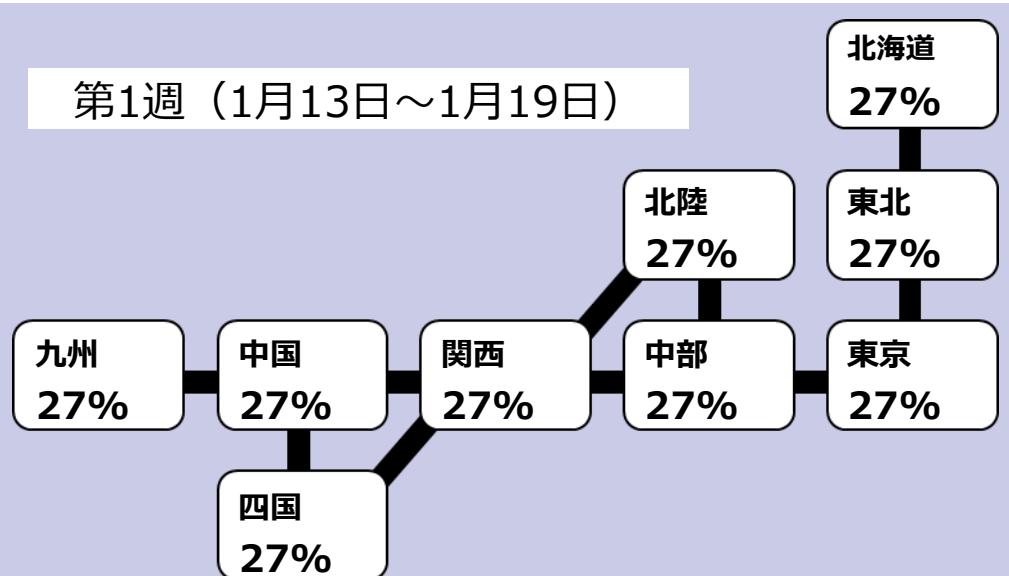 第1週（1月13日～1月19日）
北海道
27%
北陸
27%
東北
27%
九州
27%
中国
27%
関西
27%
中部
27%
東京
27%
四国
27%